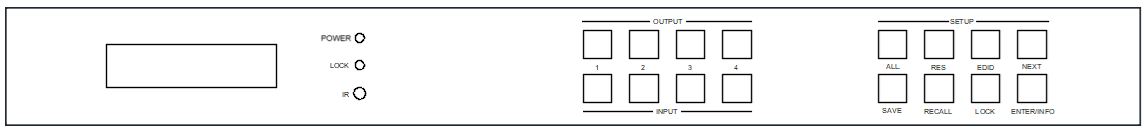 OUTPUT
SETUP
POWER
LOCK
IR
1 2 3 4
ALL RES EDID NEXT
INPUT
SAVE RECALL LOCK ENTER/INFO